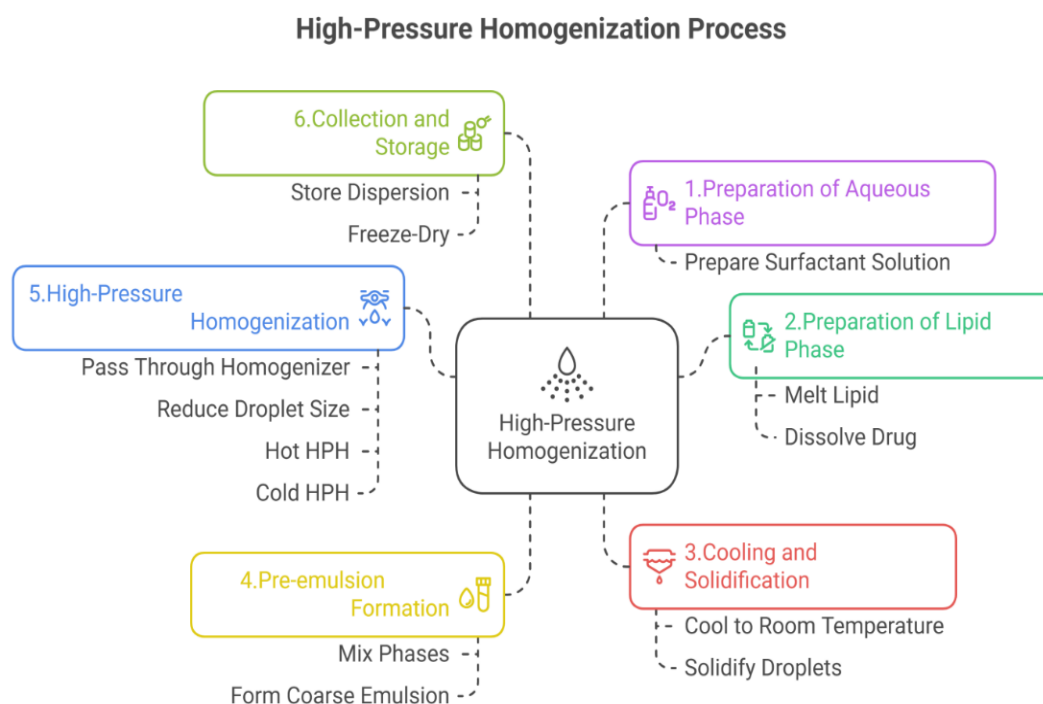 High-Pressure Homogenization Process
6.Collection and
Storage
Store Dispersion
Freeze-Dry
1.Preparation of Aqueous
Phase
Prepare Surfactant Solution
5.High-Pressure
Homogenization
Pass Through Homogenizer
Reduce Droplet Size
Hot HPH
Cold HPH
2.Preparation of Lipid
Phase
Melt Lipid
Dissolve Drug
High-Pressure
Homogenization
4.Pre-emulsion
Formation
Mix Phases
Form Coarse Emulsion
3.Cooling and
Solidification
Cool to Room Temperature
Solidify Droplets
O₂